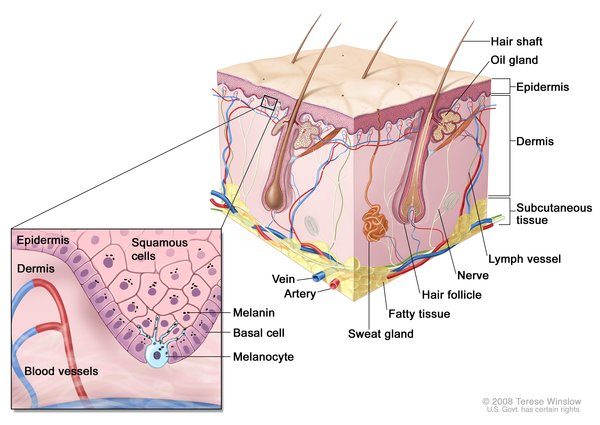 Hair shaft
Oil gland
Epidermis
Dermis
Subcutaneous
tissue
Lymph vessel
Nerve
Hair follicle
Fatty tissue
Sweat gland
Vein
Artery
Epidermis
Squamous
cells
Dermis
Melanin
Basal cell
Melanocyte
Blood vessels
© 2008 Terese Winslow
U.S. Govt. has certain rights